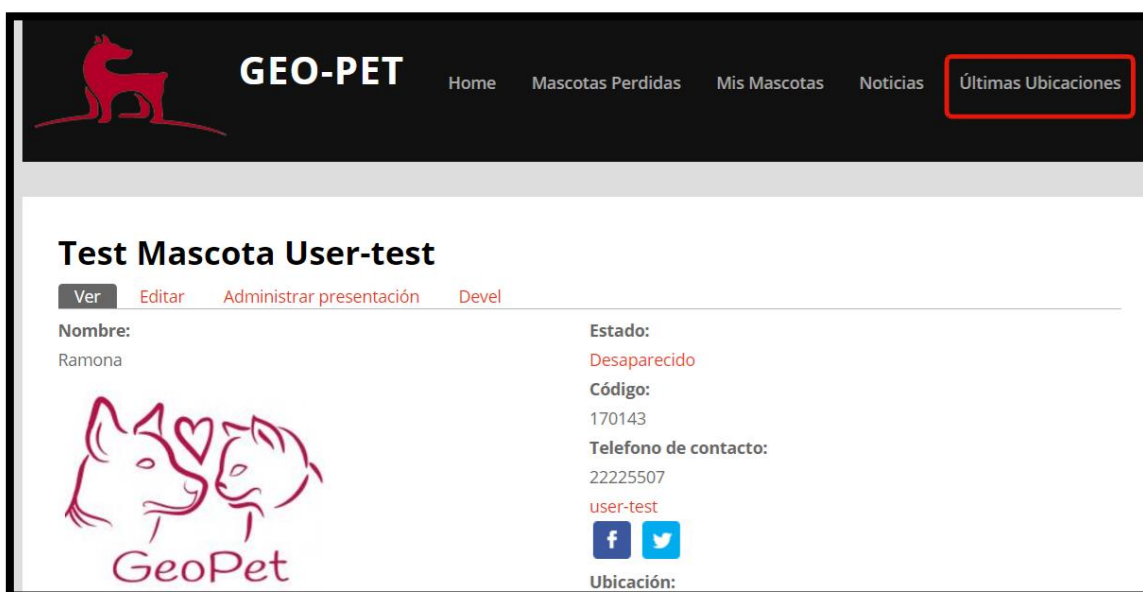 GEO-PET
Home Mascotas Perdidas Mis Mascotas Noticias Últimas Ubicaciones
Test Mascota User-test
Ver Editar Administrar presentación Devel
Nombre:
Ramona
GeoPet
Estado:
Desaparecido
Código:
170143
Telefono de contacto:
22225507
user-test
f
Ubicación: